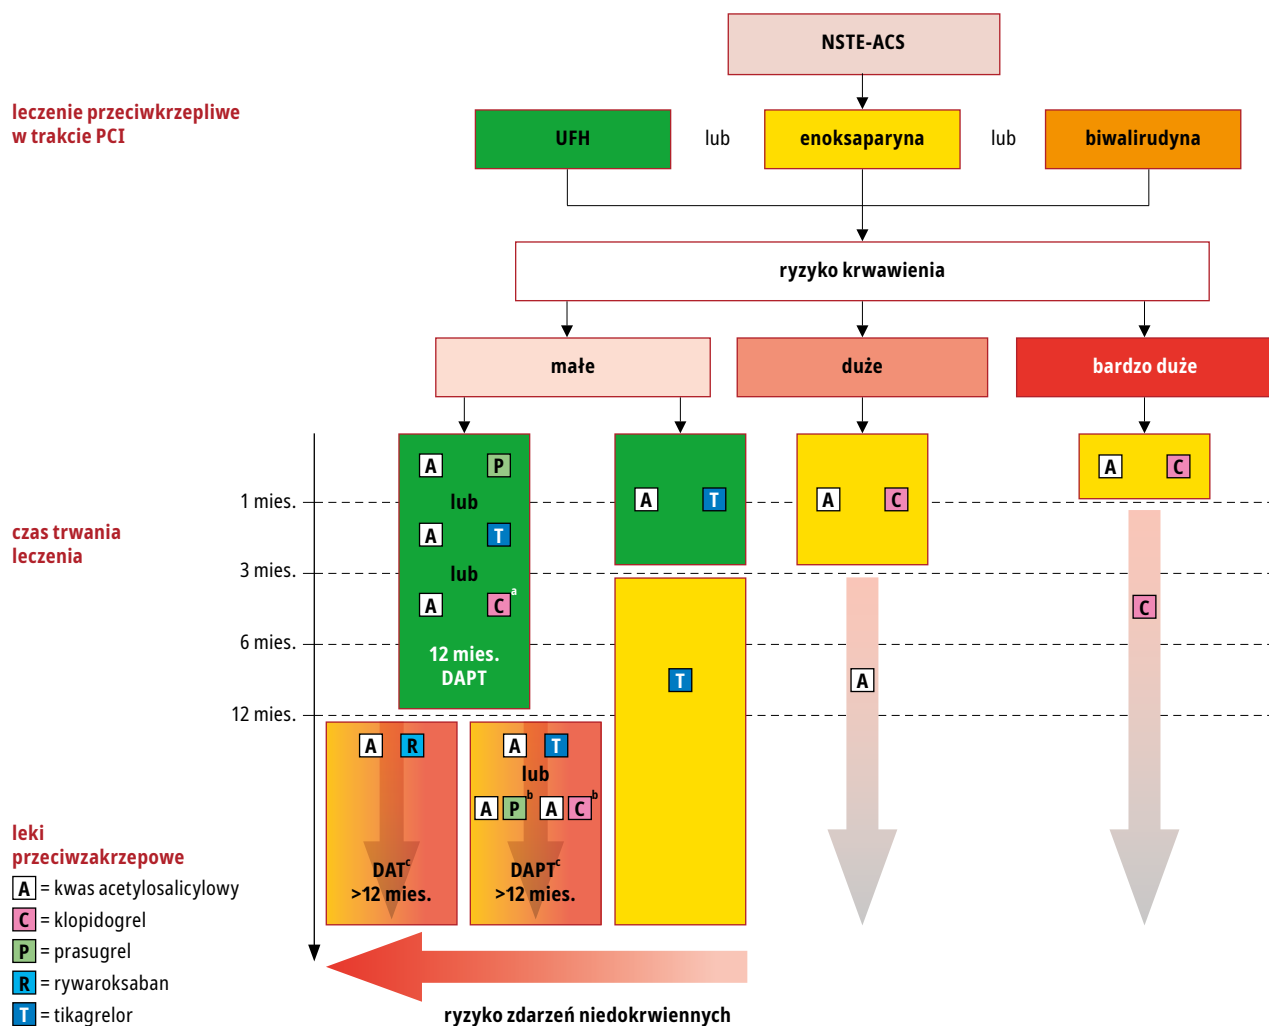 NSTE-ACS
leczenie przeciwkrzepliwe
w trakcie PCI
UFH lub enoksaparyna lub biwalirudyna
ryzyko krwawienia
małe duże bardzo duże
A P
lub
A T
lub
A C a
12 mies.
DAPT
A T
T
A C
A
A C
C
czas trwania
leczenia
1 mies.
3 mies.
6 mies.
12 mies.
A R
DAT c
>12 mies.
A T
lub
A P b A C b
DAPT c
>12 mies.
leki
przeciwzakrzepowe
A = kwas acetylosalicylowy
C = klopidogrel
P = prasugrel
R = rywaroksaban
T = tikagrelor
ryzyko zdarzeń niedokrwiennych